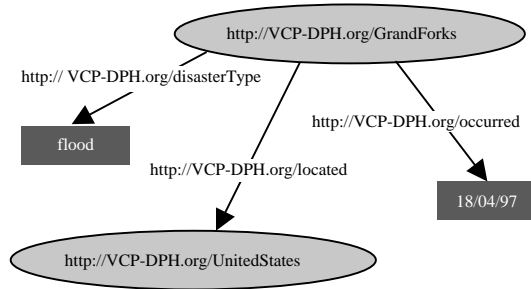 http://VCP-DPH.org/GrandForks
http:// VCP-DPH.org/disasterType
http://VCP-DPH.org/occurred
flood
http://VCP-DPH.org/located
18/04/97
http://VCP-DPH.org/UnitedStates